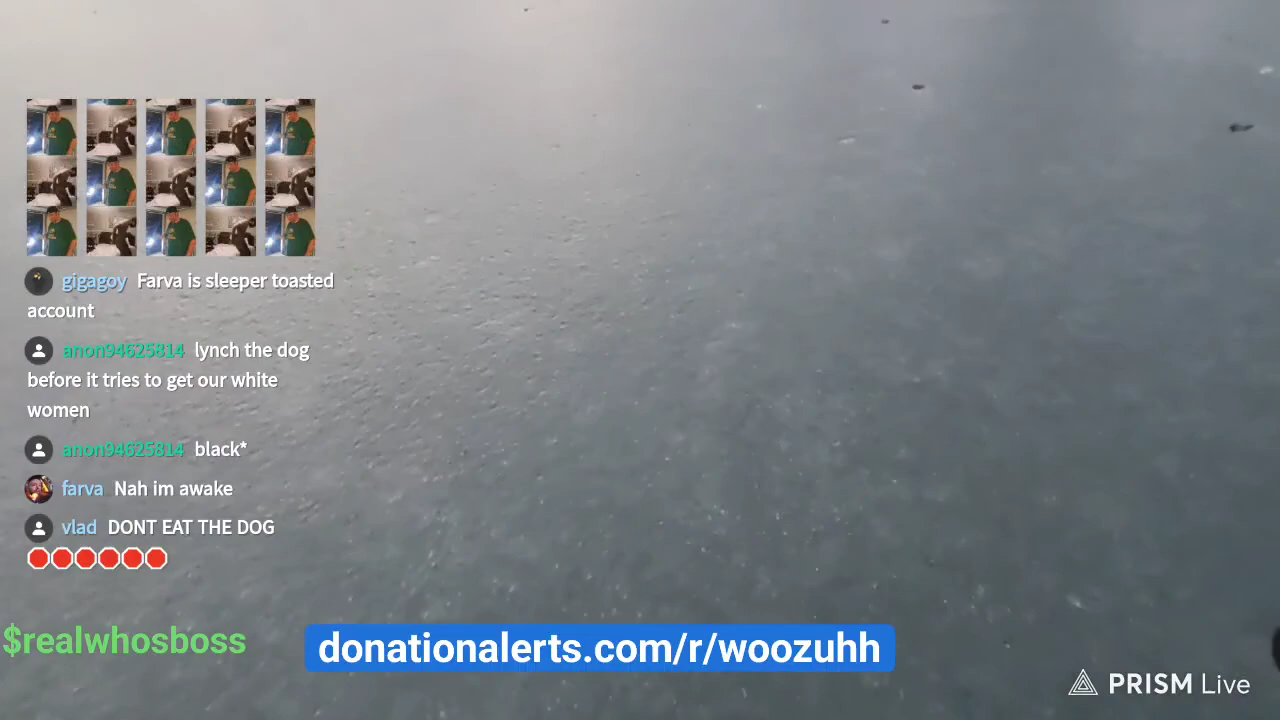 gigagoy Farva is sleeper toasted
account
anon94625814 lynch the dog
before it tries to get our white
women
anon94625814 black*
farva Nah im awake
vlad DONT EAT THE DOG
$realwhosboss
donationalerts.com/r/woozuhh
PRISM Live